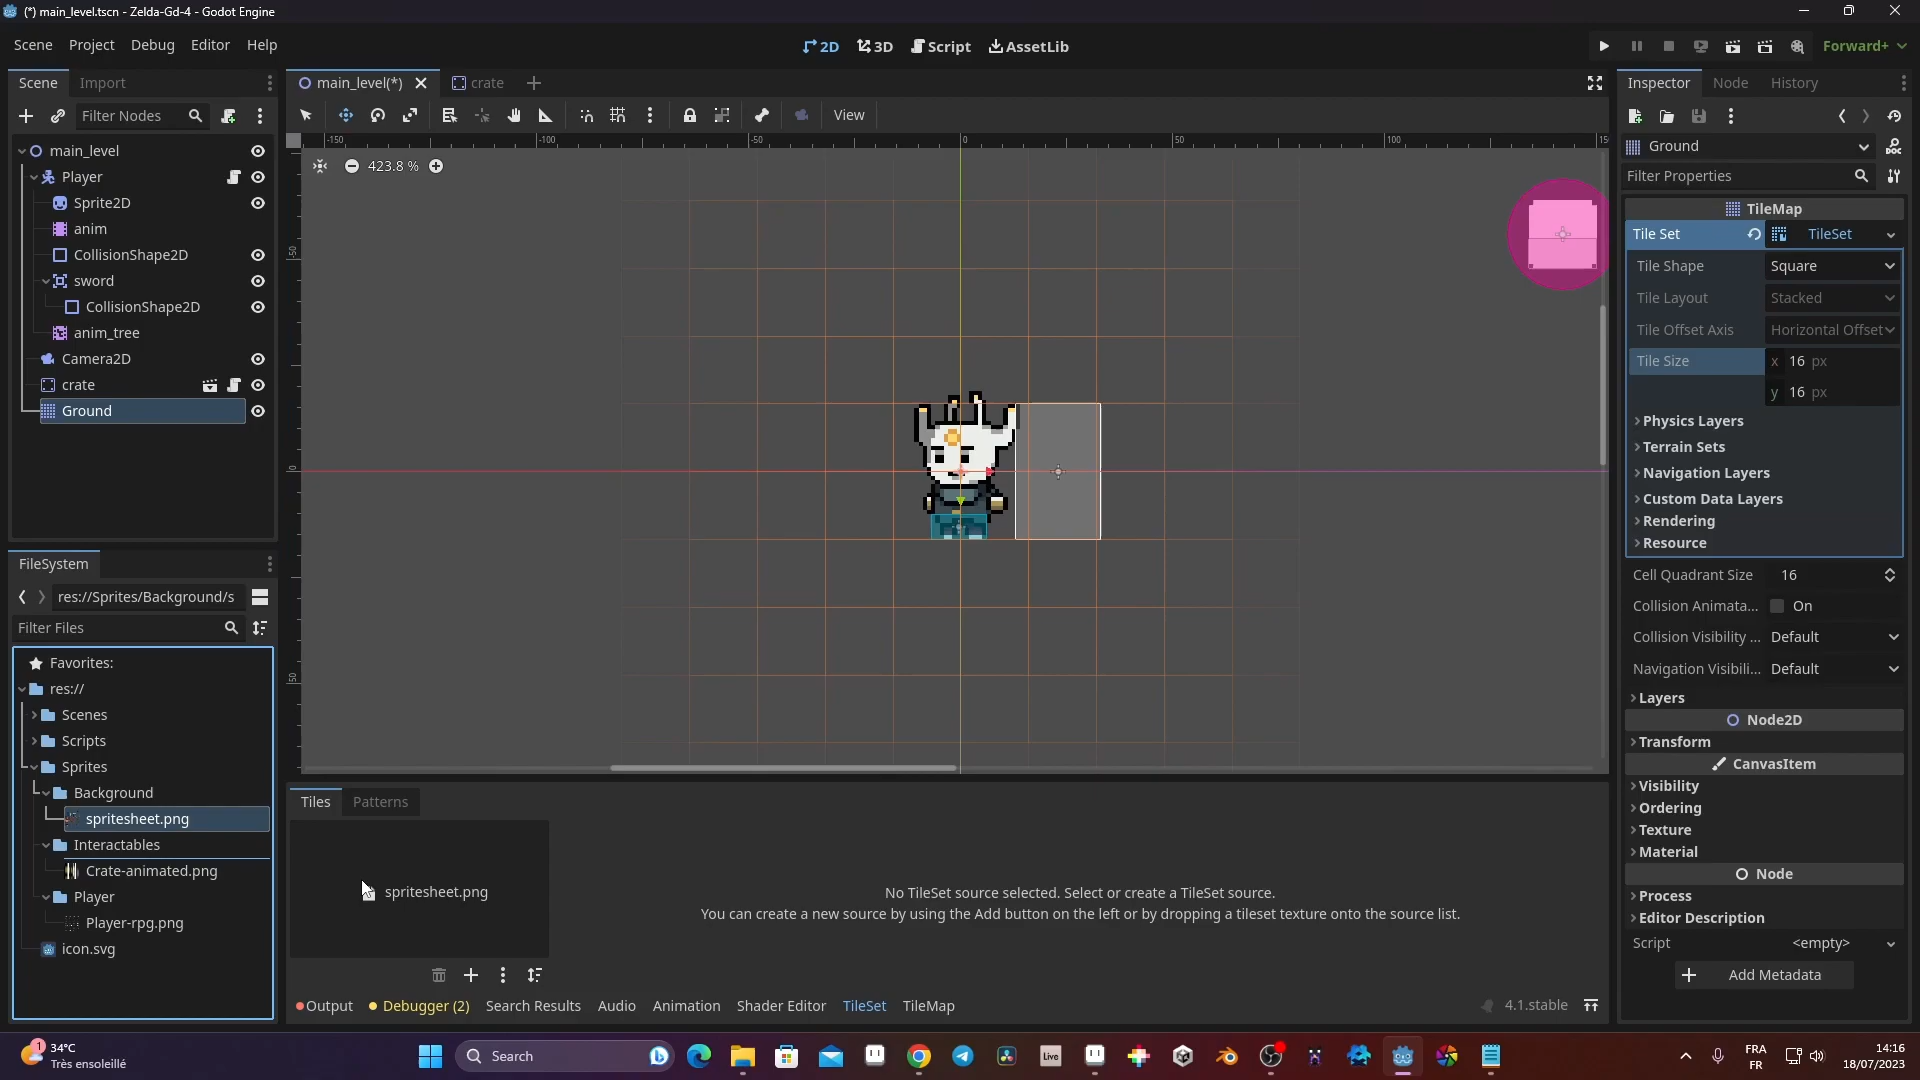 (*) main_level.tscn - Zelda-Gd-4 - Godot Engine
Scene Project Debug Editor Help
2D 3D Script AssetLib
Forward+
Scene Import
main_level(*) crate
Inspector Node History
Filter Nodes
View
-150 -100 -50 0 50 100 150
423.8 %
main_level
Player
Sprite2D
anim
CollisionShape2D
sword
CollisionShape2D
anim_tree
Camera2D
crate
Ground
-50
0
50
FileSystem
res://Sprites/Background/s
Filter Files
Favorites:
res://
Scenes
Scripts
Sprites
Background
spritesheet.png
Interactables
Crate-animated.png
Player
Player-rpg.png
icon.svg
Tiles Patterns
spritesheet.png
No TileSet source selected. Select or create a TileSet source.
You can create a new source by using the Add button on the left or by dropping a tileset texture onto the source list.
Output Debugger (2) Search Results Audio Animation Shader Editor TileSet TileMap
4.1.stable
Ground
DOC
Filter Properties
TileMap
Tile Set TileSet
Tile Shape Square
Tile Layout Stacked
Tile Offset Axis Horizontal Offset
Tile Size x 16 px
y 16 px
Physics Layers
Terrain Sets
Navigation Layers
Custom Data Layers
Rendering
Resource
Cell Quadrant Size 16
Collision Animata... On
Collision Visibility ... Default
Navigation Visibili... Default
Layers
Node2D
Transform
CanvasItem
Visibility
Ordering
Texture
Material
Node
Process
Editor Description
Script <empty>
Add Metadata
1
34°C
Très ensoleillé
Search
Live
FRA
FR
14:16
18/07/2023